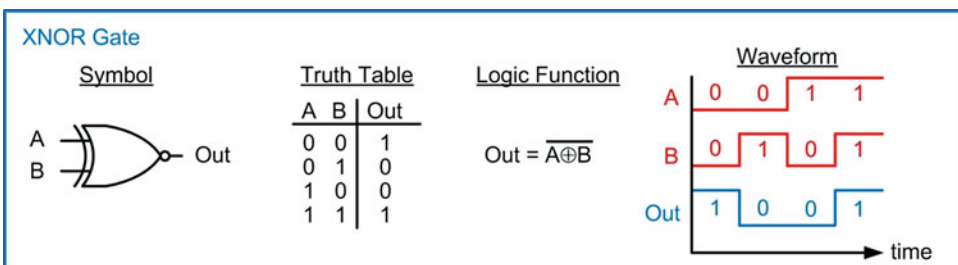 XNOR Gate
Symbol
A
B
Out
Truth Table
A B Out
0 0 1
0 1 0
1 0 0
1 1 1
Logic Function
Out = A⊕B
Waveform
A 0 0 1 1
B 0 1 0 1
Out 1 0 0 1
time